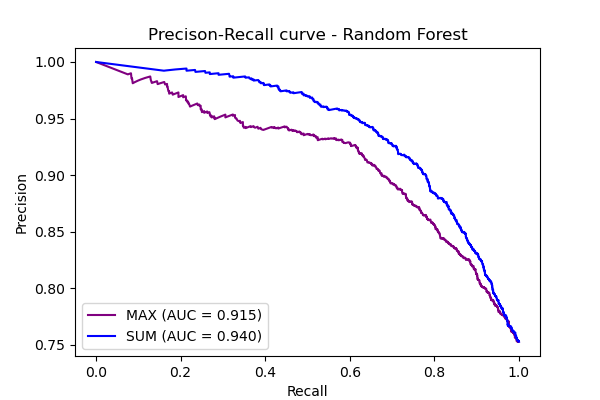 Precison-Recall curve - Random Forest
1.00
0.95
0.90
0.85
0.80
0.75
Precision
MAX (AUC = 0.915)
SUM (AUC = 0.940)
0.0 0.2 0.4 0.6 0.8 1.0
Recall